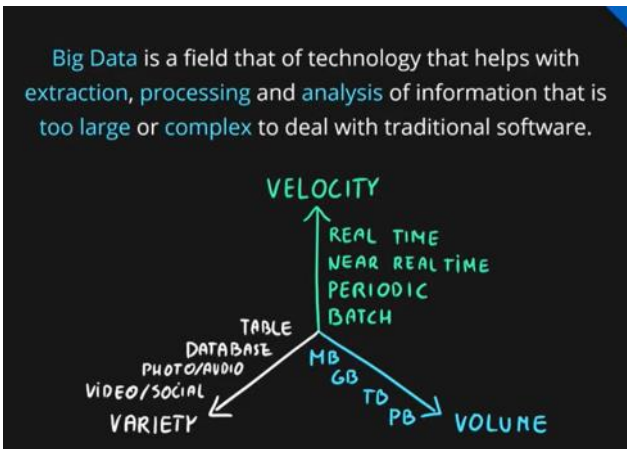 Big Data is a field that of technology that helps with
extraction, processing and analysis of information that is
too large or complex to deal with traditional software.
VELOCITY
REAL TIME
NEAR REAL TIME
PERIODIC
BATCH
TABLE
DATABASE
PHOTO/AUDIO
VIDEO/SOCIAL
VARIETY
MB
GB
TB
PB
VOLUME